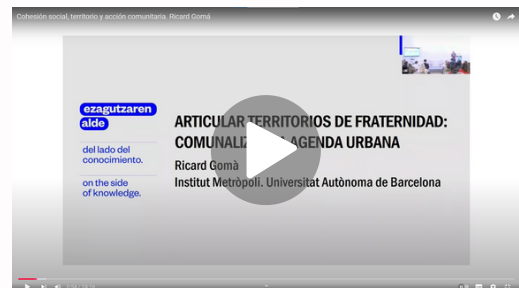 Cohesión social, territorio y acción comunitaria. Ricard Gomá
ezagutzaren
alde
del lado del
conocimiento.
on the side
of knowledge.
ARTICULAR TERRITORIOS DE FRATERNIDAD:
AGENDA URBANA
Ricard Gomà
Institut Metròpoli. Universitat Autònoma de Barcelona